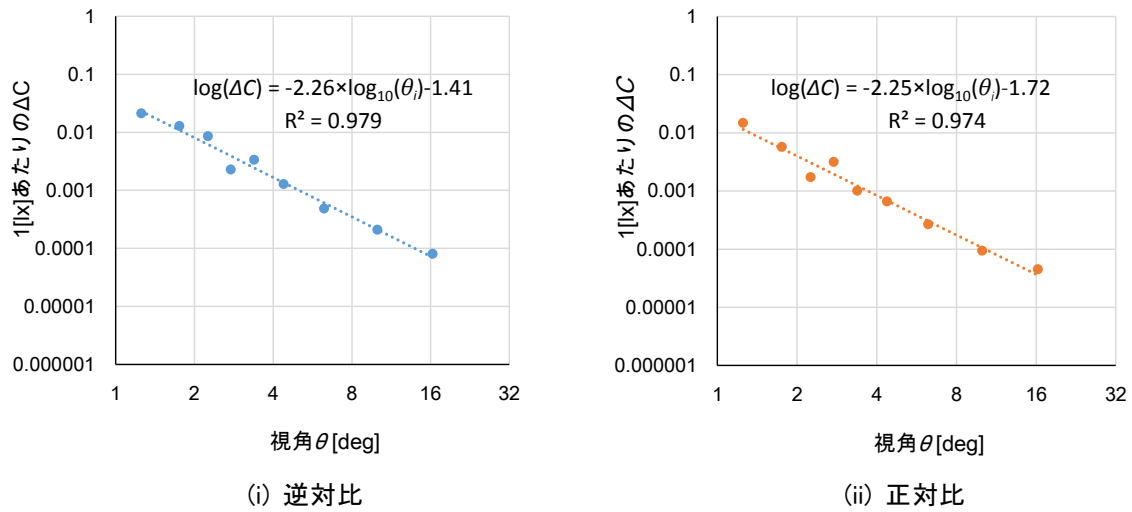 1
0.1
0.01
0.001
0.0001
0.00001
0.000001
1[lx]あたりのΔC
log(ΔC) = -2.26×log₁₀(θᵢ)-1.41
R² = 0.979
1 2 4 8 16 32
視角θ [deg]
(i) 逆対比
1
0.1
0.01
0.001
0.0001
0.00001
0.000001
1[lx]あたりのΔC
log(ΔC) = -2.25×log₁₀(θᵢ)-1.72
R² = 0.974
1 2 4 8 16 32
視角θ [deg]
(ii) 正対比